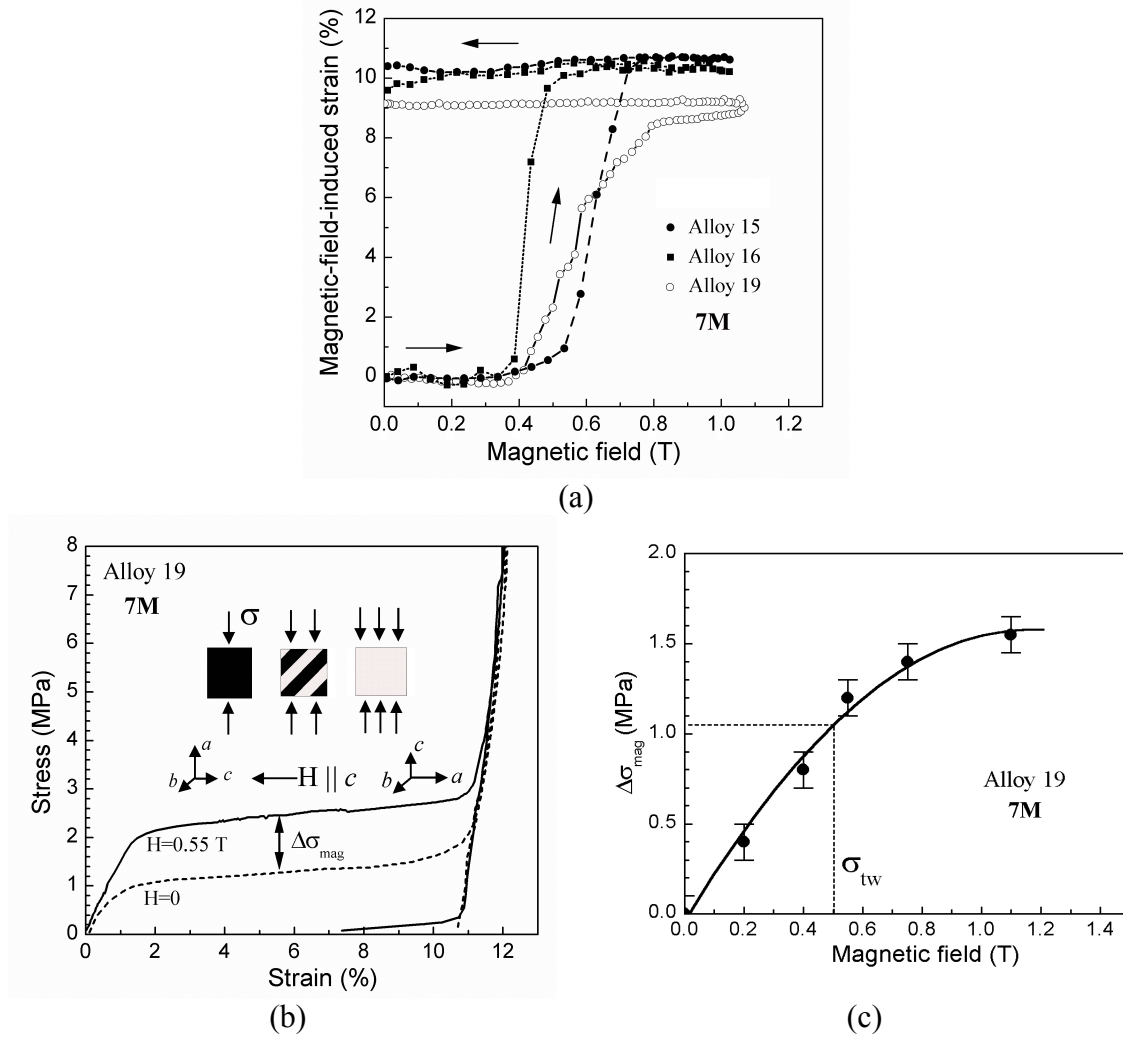 12
10
8
6
4
2
0
Magnetic-field-induced strain (%)
Alloy 15
Alloy 16
Alloy 19
7M
0.0 0.2 0.4 0.6 0.8 1.0 1.2
Magnetic field (T)
(a)
8
7
6
5
4
3
2
1
0
Stress (MPa)
Alloy 19
7M
σ
a
b
c
H || c
c
b
a
H=0.55 T
Δσmag
H=0
0 2 4 6 8 10 12
Strain (%)
(b)
2.0
1.5
1.0
0.5
0.0
Δσmag (MPa)
Alloy 19
7M
σtw
0.0 0.2 0.4 0.6 0.8 1.0 1.2 1.4
Magnetic field (T)
(c)